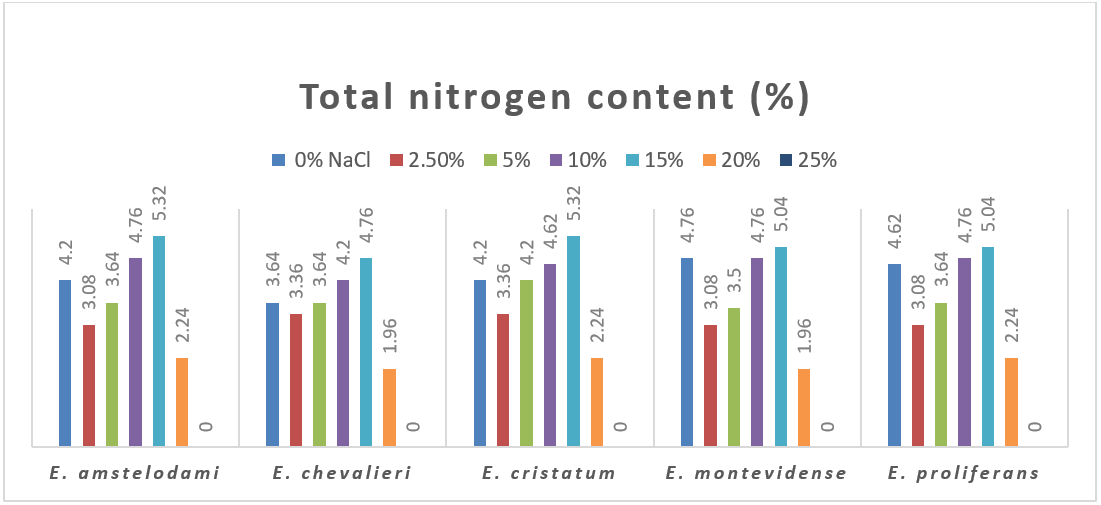 Total nitrogen content (%)
0% NaCl 2.50% 5% 10% 15% 20% 25%
4.2 3.08 3.64 4.76 5.32 2.24 0
3.64 3.36 3.64 4.2 4.76 1.96 0
4.2 3.36 4.2 4.62 5.32 2.24 0
4.76 3.08 3.5 4.76 5.04 1.96 0
4.62 3.08 3.64 4.76 5.04 2.24 0
E. amstelodami E. chevalieri E. cristatum E. montevidense E. proliferans